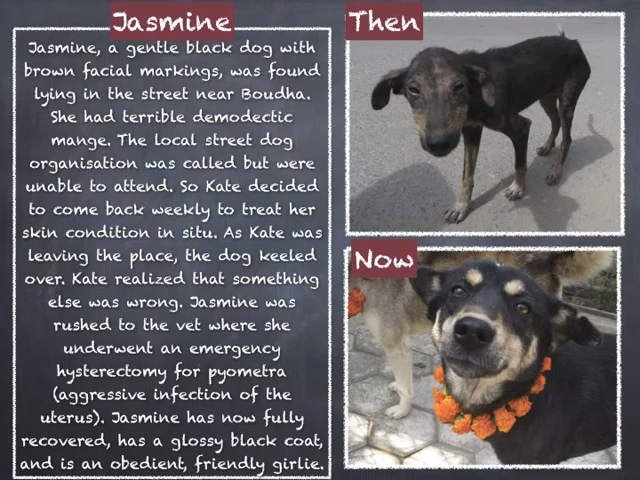 Jasmine
Jasmine, a gentle black dog with
brown facial markings, was found
lying in the street near Boudha.
She had terrible demodectic
mange. The local street dog
organisation was called but were
unable to attend. So Kate decided
to come back weekly to treat her
skin condition in situ. As Kate was
leaving the place, the dog keeled
over. Kate realized that something
else was wrong. Jasmine was
rushed to the vet where she
underwent an emergency
hysterectomy for pyometra
(aggressive infection of the
uterus). Jasmine has now fully
recovered, has a glossy black coat,
and is an obedient, friendly girlie.
Then
Now